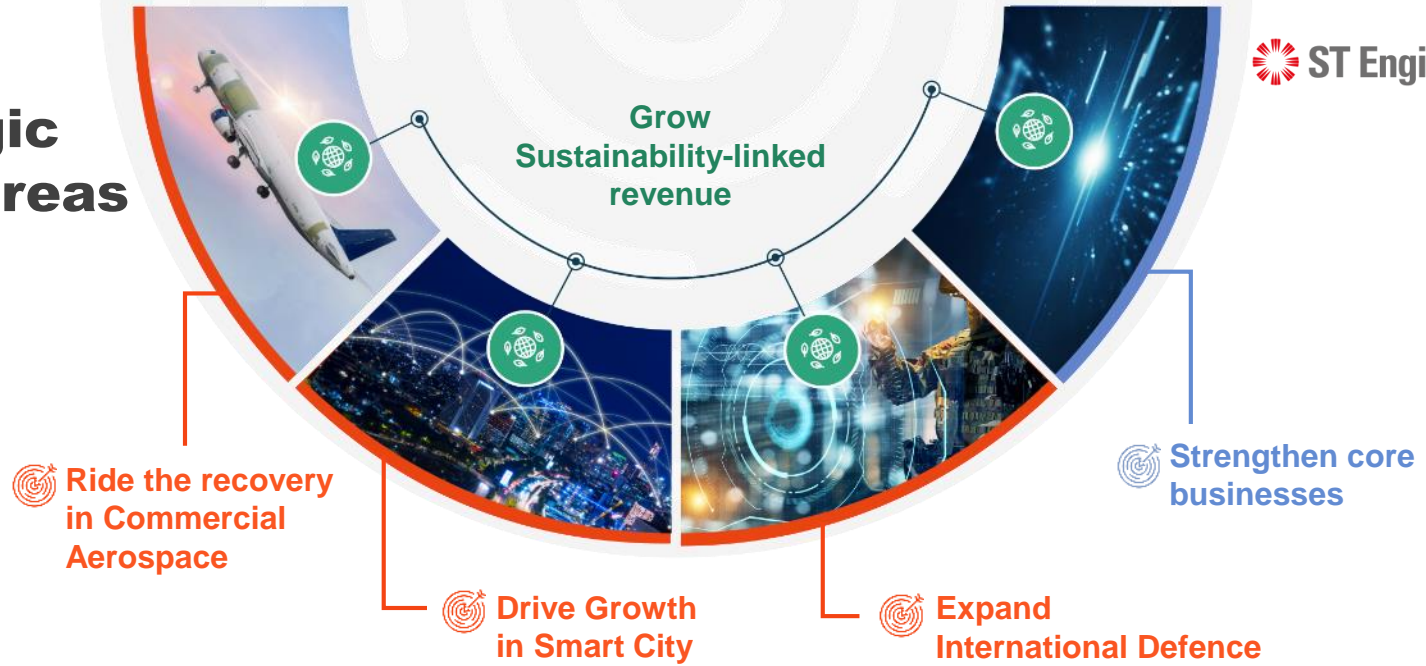 gic
reas
ST Engi
Grow
Sustainability-linked
revenue
Ride the recovery
in Commercial
Aerospace
Drive Growth
in Smart City
Expand
International Defence
Strengthen core
businesses